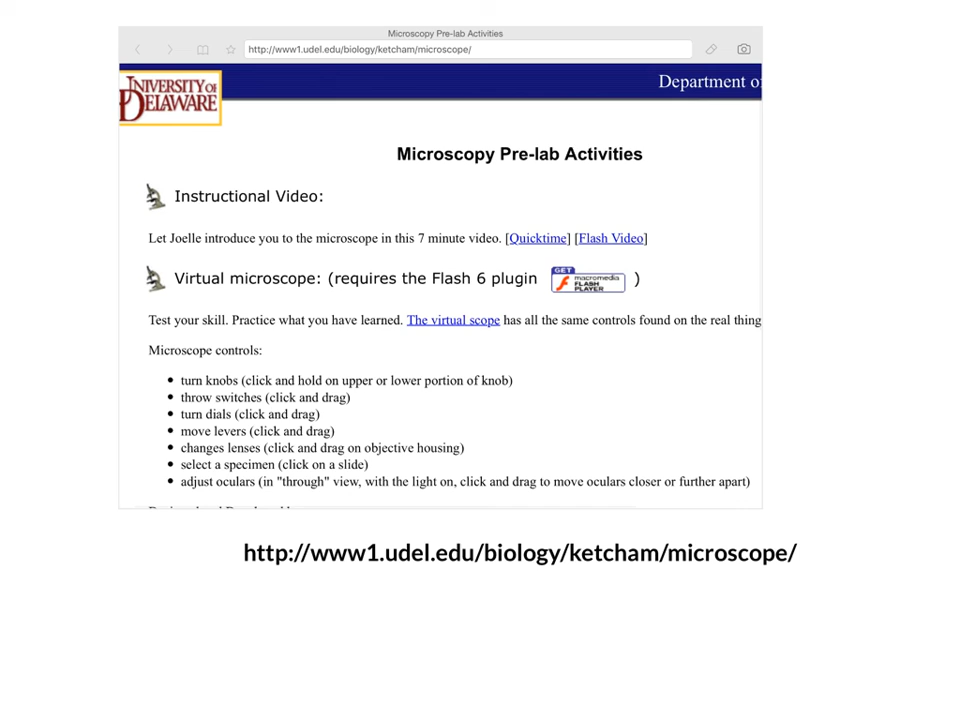 Microscopy Pre-lab Activities
http://www1.udel.edu/biology/ketcham/microscope/
UNIVERSITY OF
DELAWARE
Department of
Microscopy Pre-lab Activities
Instructional Video:
Let Joelle introduce you to the microscope in this 7 minute video. [Quicktime] [Flash Video]
Virtual microscope: (requires the Flash 6 plugin GET macromedia FLASH PLAYER )
Test your skill. Practice what you have learned. The virtual scope has all the same controls found on the real thing
Microscope controls:
• turn knobs (click and hold on upper or lower portion of knob)
• throw switches (click and drag)
• turn dials (click and drag)
• move levers (click and drag)
• changes lenses (click and drag on objective housing)
• select a specimen (click on a slide)
• adjust oculars (in "through" view, with the light on, click and drag to move oculars closer or further apart)
http://www1.udel.edu/biology/ketcham/microscope/